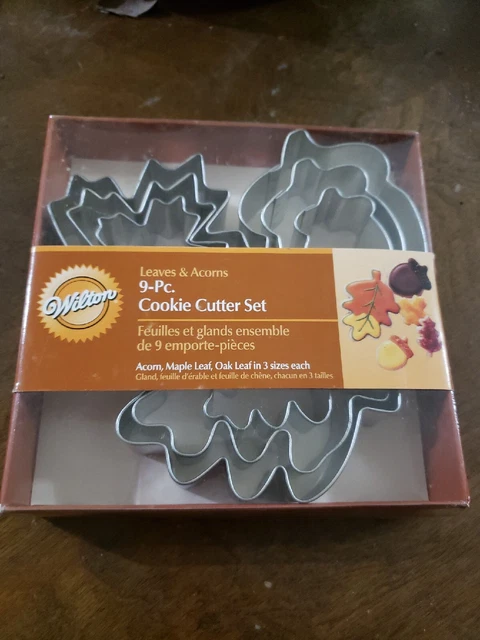 Wilton
Leaves & Acorns
9-Pc.
Cookie Cutter Set
Feuilles et glands ensemble
de 9 emporte-pièces
Acorn, Maple Leaf, Oak Leaf in 3 sizes each
Gland, feuille d'érable et feuille de chêne, chacun en 3 tailles